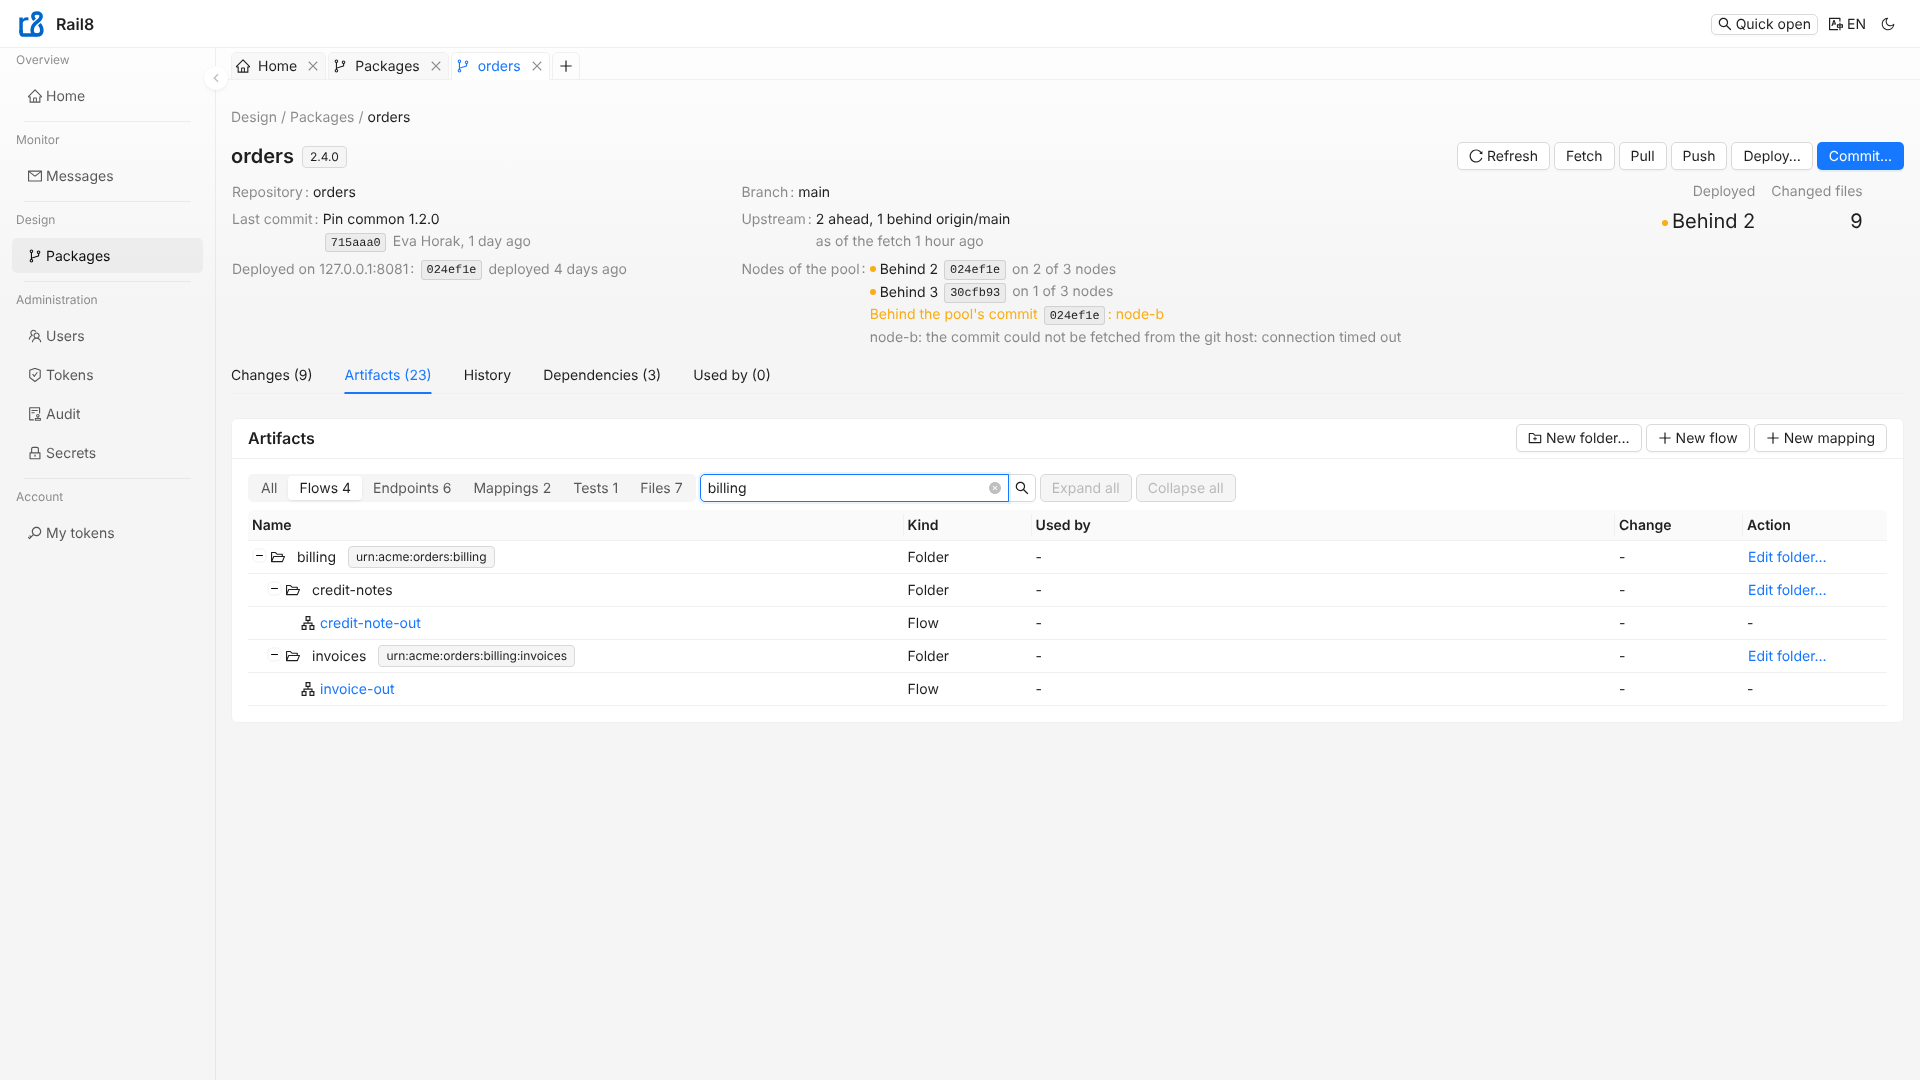 Rail8
Quick open
EN
Overview
Home
Monitor
Messages
Design
Packages
Administration
Users
Tokens
Audit
Secrets
Account
My tokens
Home
Packages
orders
Design / Packages / orders
orders 2.4.0
Refresh
Fetch
Pull
Push
Deploy...
Commit...
Repository: orders
Branch: main
Deployed
Behind 2
Changed files
9
Last commit: Pin common 1.2.0
715aaa0 Eva Horak, 1 day ago
Upstream: 2 ahead, 1 behind origin/main
as of the fetch 1 hour ago
Deployed on 127.0.0.1:8081: 024ef1e deployed 4 days ago
Nodes of the pool: Behind 2 024ef1e on 2 of 3 nodes
Behind 3 30cfb93 on 1 of 3 nodes
Behind the pool's commit 024ef1e : node-b
node-b: the commit could not be fetched from the git host: connection timed out
Changes (9)
Artifacts (23)
History
Dependencies (3)
Used by (0)
Artifacts
New folder...
New flow
New mapping
All
Flows 4
Endpoints 6
Mappings 2
Tests 1
Files 7
billing
Expand all
Collapse all
Name Kind Used by Change Action
billing urn:acme:orders:billing Folder - - Edit folder...
credit-notes Folder - - Edit folder...
credit-note-out Flow - - -
invoices urn:acme:orders:billing:invoices Folder - - Edit folder...
invoice-out Flow - - -